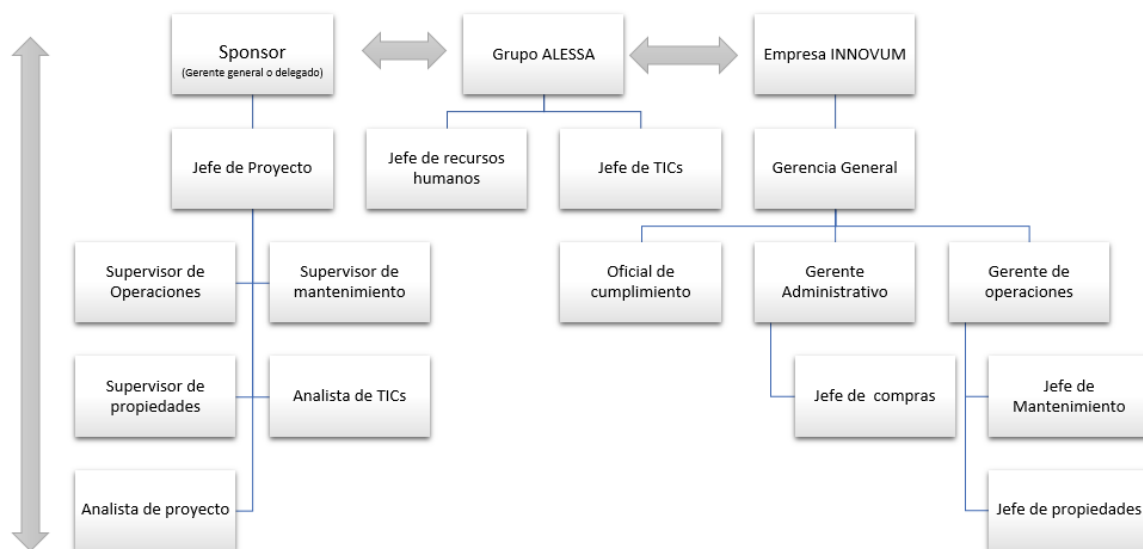 Sponsor
(Gerente general o delegado)
Grupo ALESSA
Empresa INNOVUM
Jefe de Proyecto
Jefe de recursos
humanos
Jefe de TICs
Gerencia General
Supervisor de
Operaciones
Supervisor de
mantenimiento
Oficial de
cumplimiento
Gerente
Administrativo
Gerente de
operaciones
Supervisor de
propiedades
Analista de TICs
Jefe de compras
Jefe de
Mantenimiento
Analista de proyecto
Jefe de propiedades